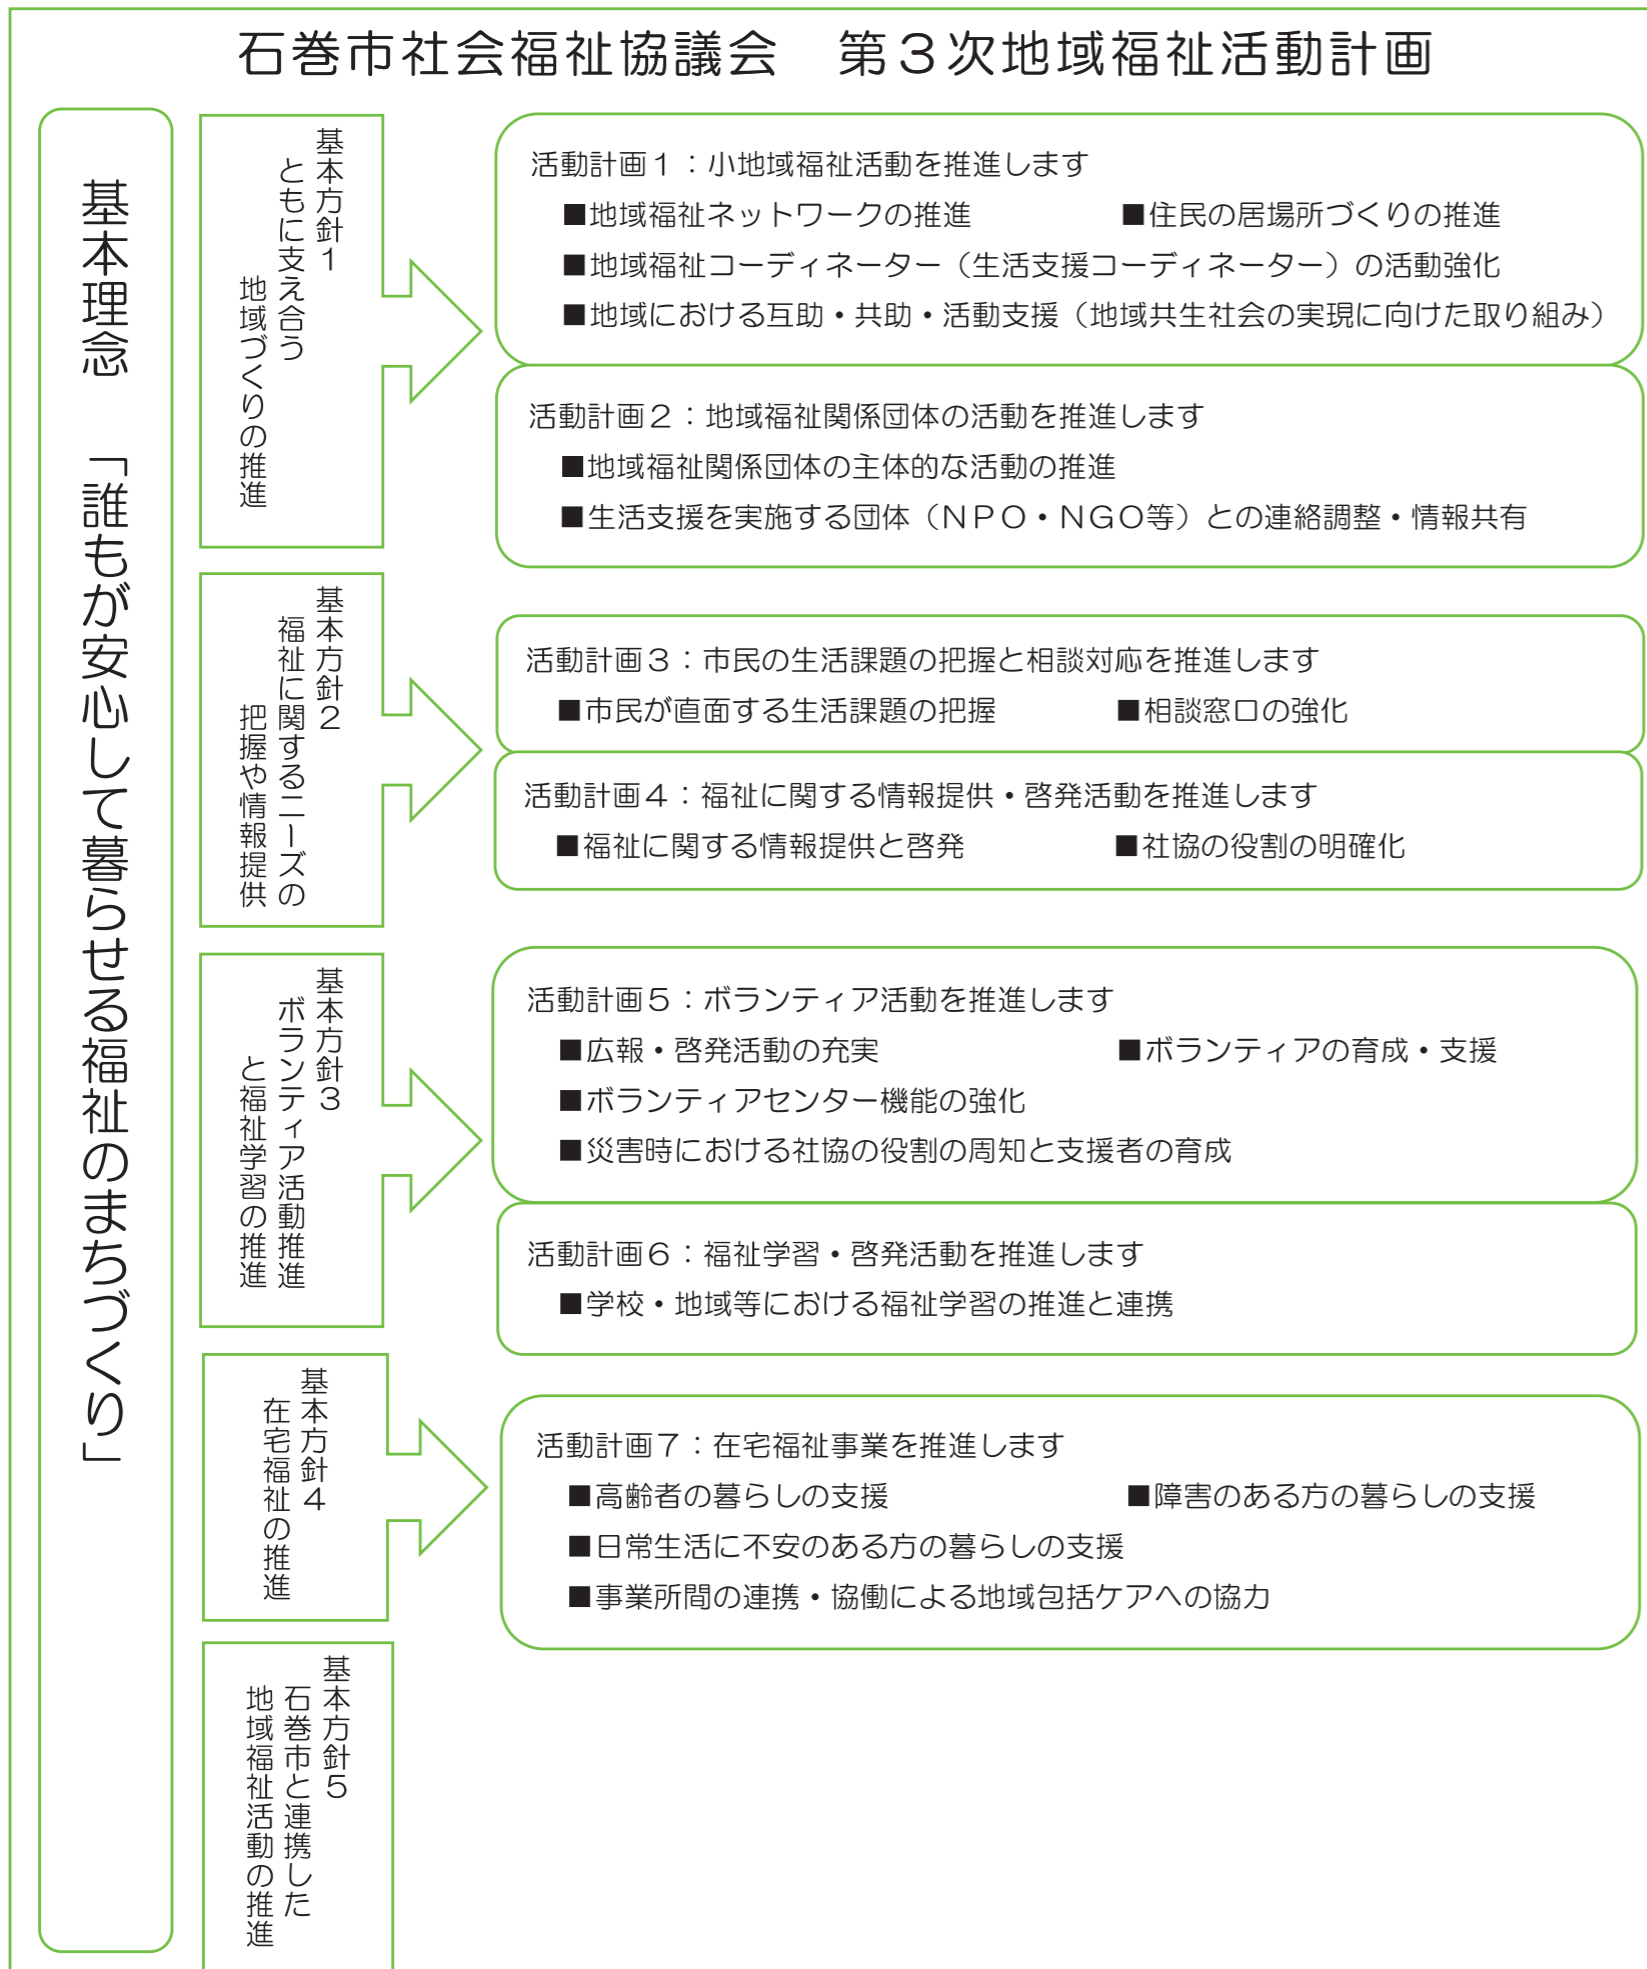 石巻市社会福祉協議会　第３次地域福祉活動計画
基本理念　「誰もが安心して暮らせる福祉のまちづくり」
基本方針１
ともに支え合う
地域づくりの推進
活動計画１：小地域福祉活動を推進します
■地域福祉ネットワークの推進　■住民の居場所づくりの推進
■地域福祉コーディネーター（生活支援コーディネーター）の活動強化
■地域における互助・共助・活動支援（地域共生社会の実現に向けた取り組み）
活動計画２：地域福祉関係団体の活動を推進します
■地域福祉関係団体の主体的な活動の推進
■生活支援を実施する団体（ＮＰＯ・ＮＧＯ等）との連絡調整・情報共有
基本方針２
福祉に関するニーズの
把握や情報提供
活動計画３：市民の生活課題の把握と相談対応を推進します
■市民が直面する生活課題の把握　■相談窓口の強化
活動計画４：福祉に関する情報提供・啓発活動を推進します
■福祉に関する情報提供と啓発　■社協の役割の明確化
基本方針３
ボランティア活動推進
と福祉学習の推進
活動計画５：ボランティア活動を推進します
■広報・啓発活動の充実　■ボランティアの育成・支援
■ボランティアセンター機能の強化
■災害時における社協の役割の周知と支援者の育成
活動計画６：福祉学習・啓発活動を推進します
■学校・地域等における福祉学習の推進と連携
基本方針４
在宅福祉の推進
活動計画７：在宅福祉事業を推進します
■高齢者の暮らしの支援　■障害のある方の暮らしの支援
■日常生活に不安のある方の暮らしの支援
■事業所間の連携・協働による地域包括ケアへの協力
基本方針５
石巻市と連携した
地域福祉活動の推進